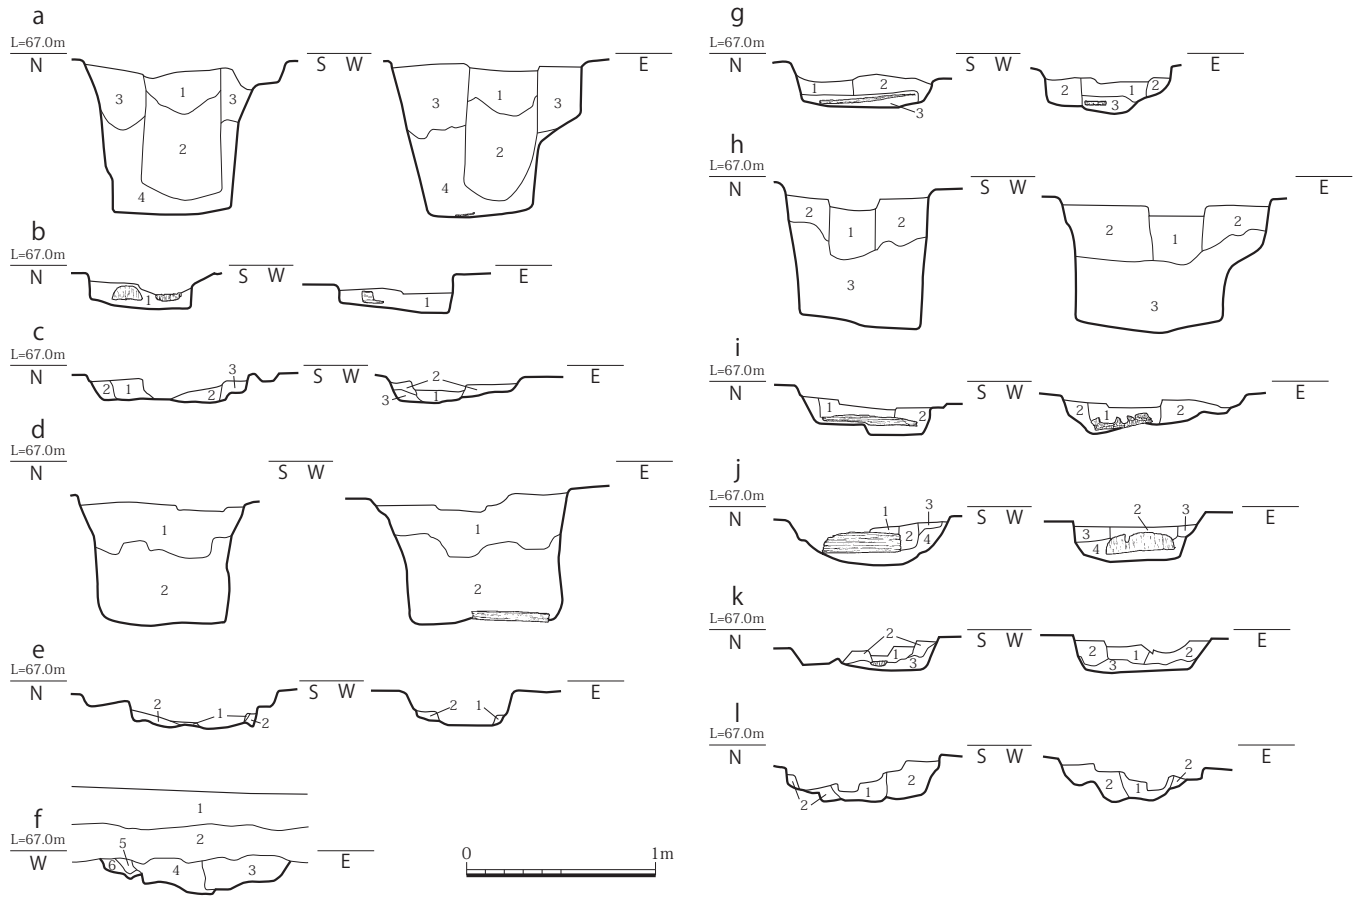 a
L=67.0m
N S W E
3 1 3 3 1 3
2 2
4 4
b
L=67.0m
N S W E
1 1
c
L=67.0m
N S W E
2 1 2 3 3 2 1
d
L=67.0m
N S W E
1 1
2 2
e
L=67.0m
N S W E
2 1 2 2 1
f
L=67.0m
W E
1
2
5
6 4 3
0 1m
g
L=67.0m
N S W E
1 2 3 2 1 2 3
h
L=67.0m
N S W E
2 1 2 2 1 2
3 3
i
L=67.0m
N S W E
1 2 2 1 2
j
L=67.0m
N S W E
1 3 2 4 2 3 3 4
k
L=67.0m
N S W E
2 1 3 2 1 2 3
l
L=67.0m
N S W E
2 1 2 2 1 2